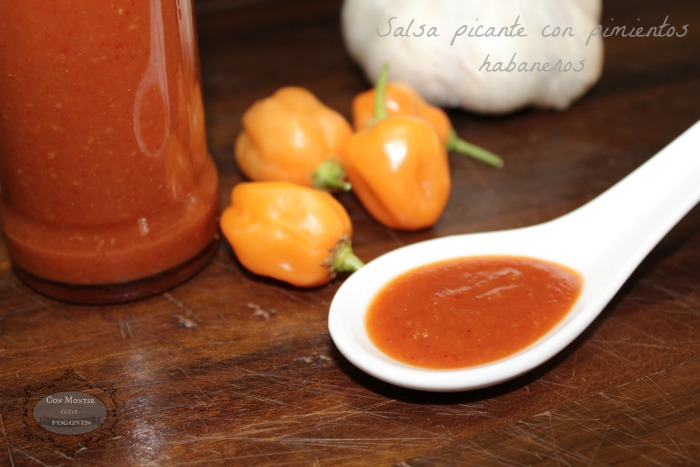 Salsa picante con pimientos
habaneros
Con Montse
entre
fogones